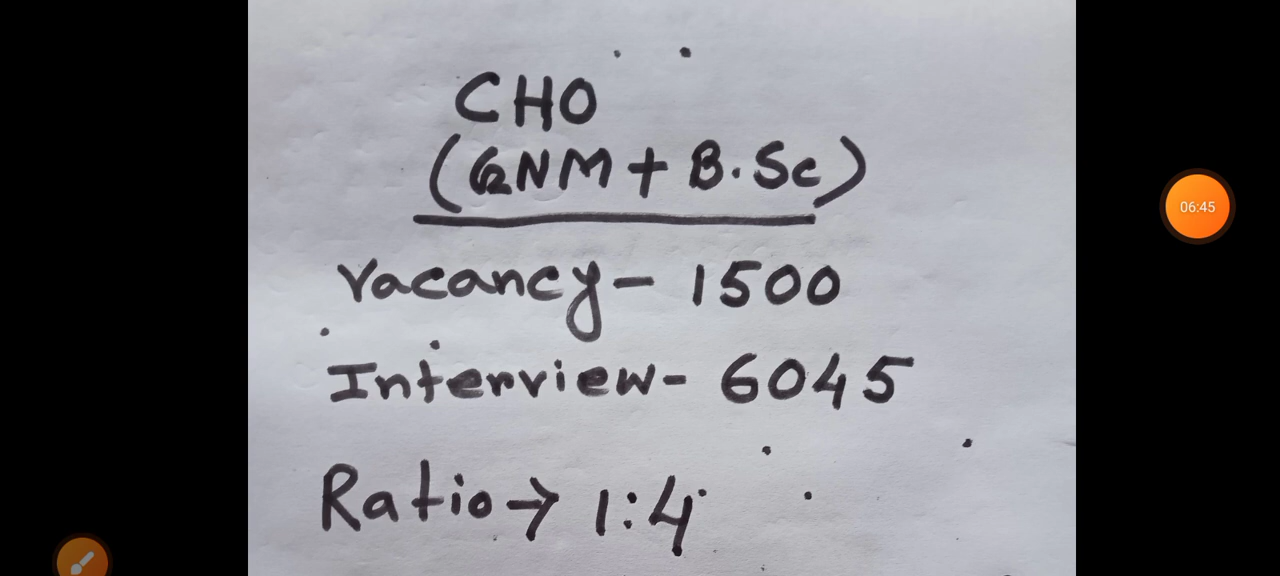 CHO
(GNM + B.Sc)
Vacancy - 1500
Interview - 6045
Ratio → 1:4
06:45